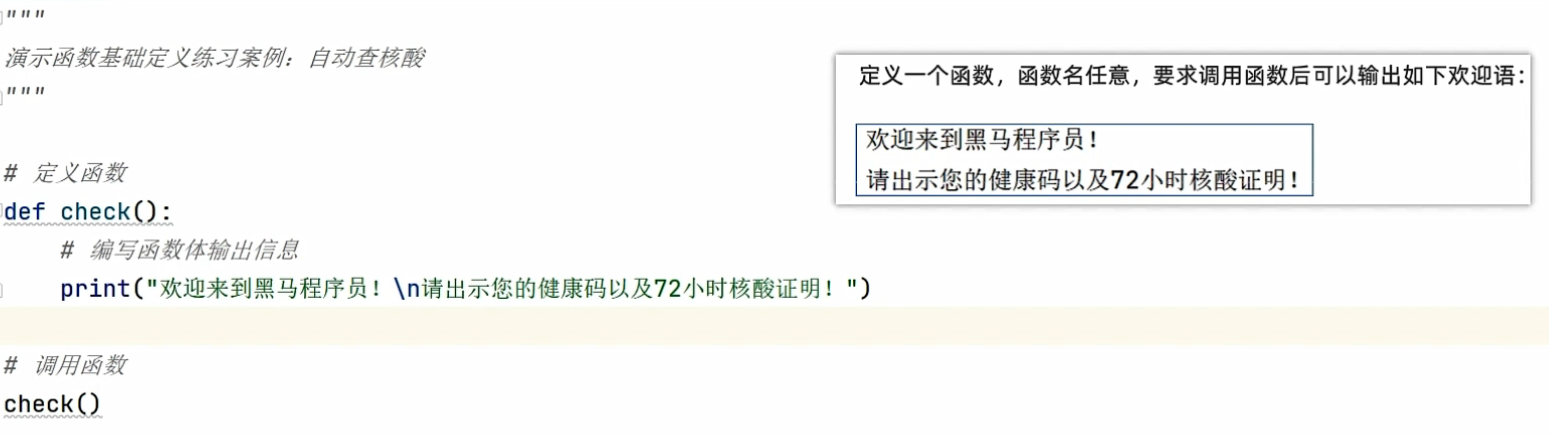 """
演示函数基础定义练习案例：自动查核酸
"""
# 定义函数
def check():
    # 编写函数体输出信息
    print("欢迎来到黑马程序员！\n请出示您的健康码以及72小时核酸证明！")
# 调用函数
check()
定义一个函数，函数名任意，要求调用函数后可以输出如下欢迎语：
欢迎来到黑马程序员！
请出示您的健康码以及72小时核酸证明！